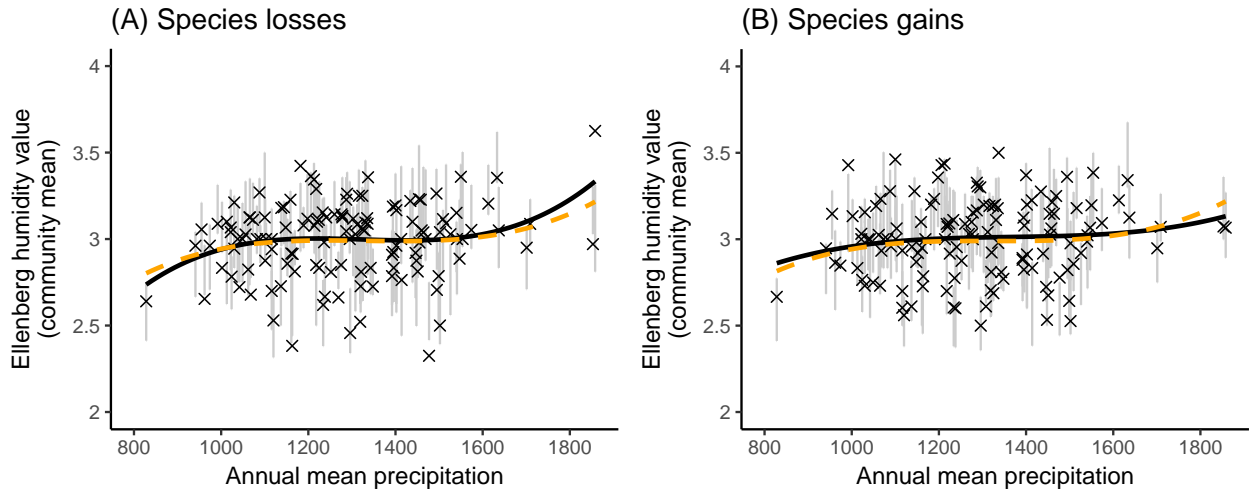 (A) Species losses
Ellenberg humidity value
(community mean)
4
3.5
3
2.5
2
800 1000 1200 1400 1600 1800
Annual mean precipitation
(B) Species gains
Ellenberg humidity value
(community mean)
4
3.5
3
2.5
2
800 1000 1200 1400 1600 1800
Annual mean precipitation